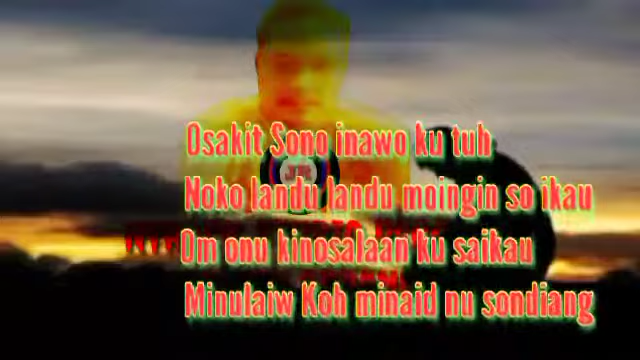 Osakit Sono inawo ku tuh
Noko landu landu moingin so ikau
Om onu kinosalaan ku saikau
Minulaiw Koh minaid nu sondiang